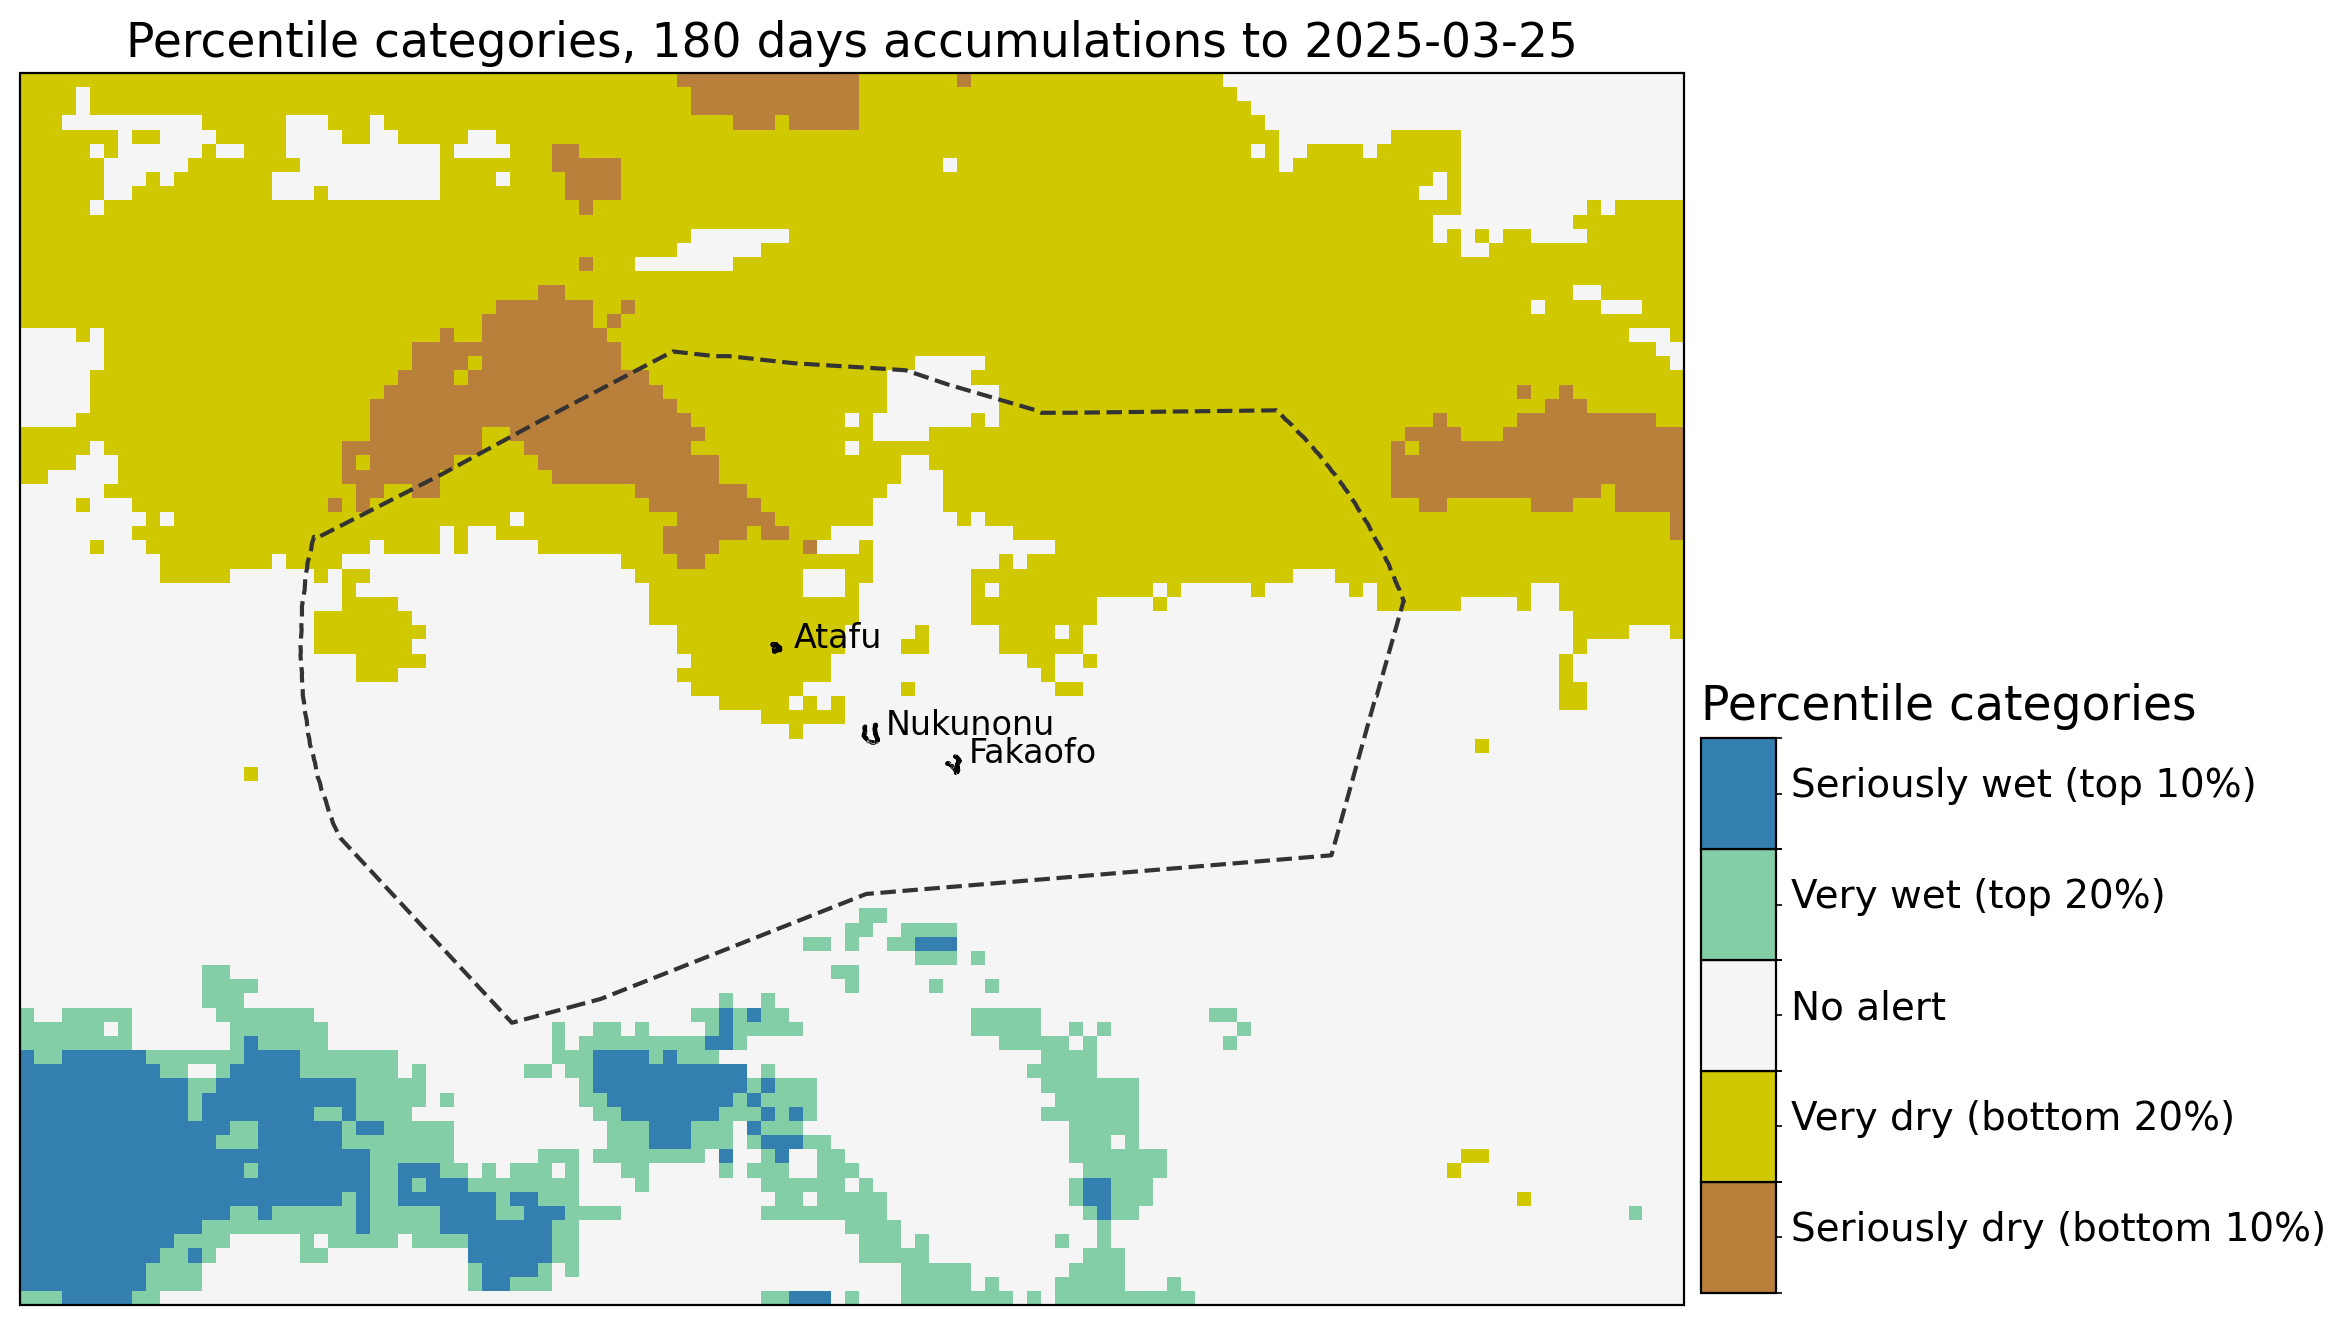 Percentile categories, 180 days accumulations to 2025-03-25
Atafu
Nukunonu
Fakaofo
Percentile categories
Seriously wet (top 10%)
Very wet (top 20%)
No alert
Very dry (bottom 20%)
Seriously dry (bottom 10%)